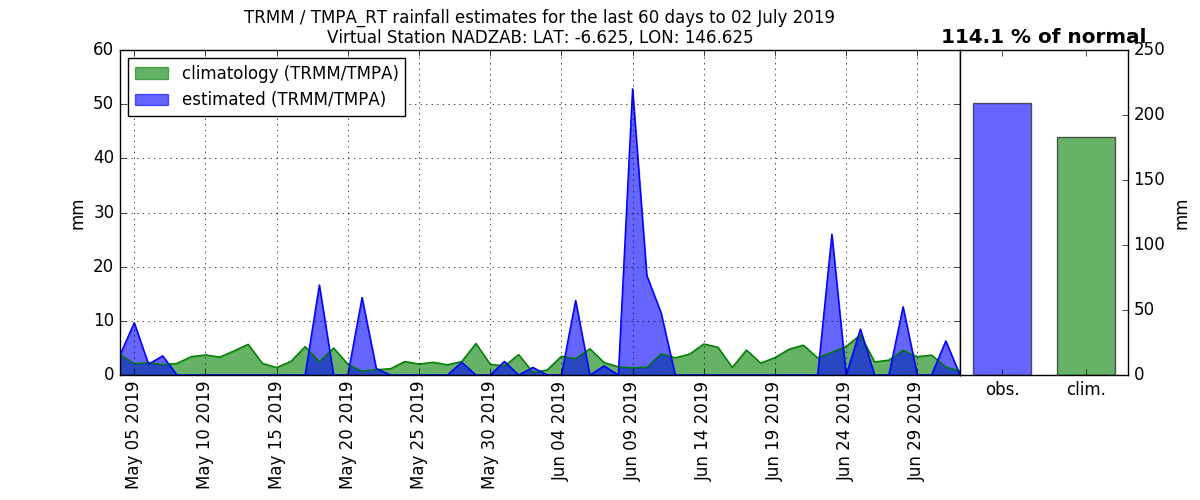 TRMM / TMPA_RT rainfall estimates for the last 60 days to 02 July 2019
Virtual Station NADZAB: LAT: -6.625, LON: 146.625
114.1 % of normal
climatology (TRMM/TMPA)
estimated (TRMM/TMPA)
60
50
40
30
20
10
0
mm
May 05 2019
May 10 2019
May 15 2019
May 20 2019
May 25 2019
May 30 2019
Jun 04 2019
Jun 09 2019
Jun 14 2019
Jun 19 2019
Jun 24 2019
Jun 29 2019
250
200
150
100
50
0
mm
obs.
clim.